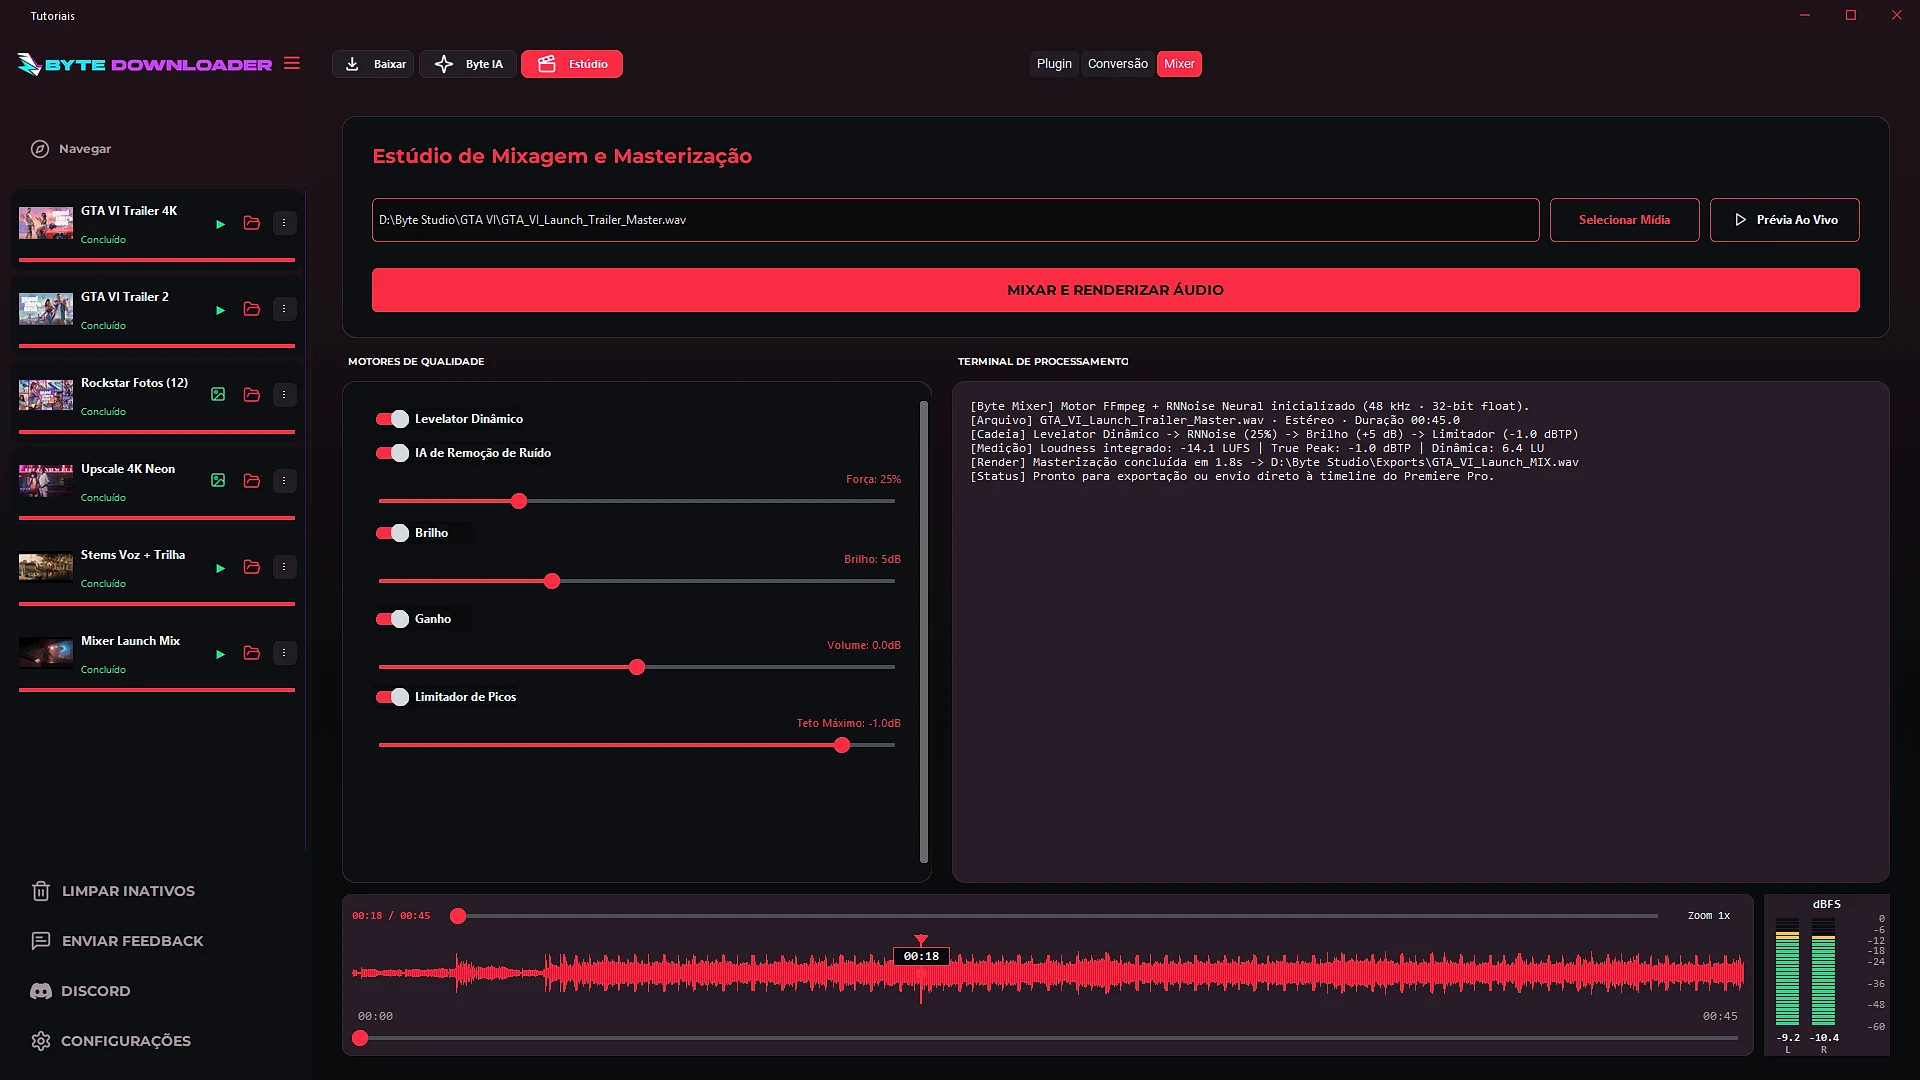 Tutoriais
BYTE DOWNLOADER
Baixar
Byte IA
Estúdio
Plugin
Conversão
Mixer
Navegar
GTA VI Trailer 4K
Concluído
GTA VI Trailer 2
Concluído
Rockstar Fotos (12)
Concluído
Upscale 4K Neon
Concluído
Stems Voz + Trilha
Concluído
Mixer Launch Mix
Concluído
LIMPAR INATIVOS
ENVIAR FEEDBACK
DISCORD
CONFIGURAÇÕES
Estúdio de Mixagem e Masterização
D:\Byte Studio\GTA VI\GTA_VI_Launch_Trailer_Master.wav
Selecionar Mídia
Prévia Ao Vivo
MIXAR E RENDERIZAR ÁUDIO
MOTORES DE QUALIDADE
Levelator Dinâmico
IA de Remoção de Ruído
Força: 25%
Brilho
Brilho: 5dB
Ganho
Volume: 0.0dB
Limitador de Picos
Teto Máximo: -1.0dB
TERMINAL DE PROCESSAMENTO
[Byte Mixer] Motor FFmpeg + RNNoise Neural inicializado (48 kHz · 32-bit float).
[Arquivo] GTA_VI_Launch_Trailer_Master.wav · Estéreo · Duração 00:45.0
[Cadeia] Levelator Dinâmico -> RNNoise (25%) -> Brilho (+5 dB) -> Limitador (-1.0 dBTP)
[Medição] Loudness integrado: -14.1 LUFS | True Peak: -1.0 dBTP | Dinâmica: 6.4 LU
[Render] Masterização concluída em 1.8s -> D:\Byte Studio\Exports\GTA_VI_Launch_MIX.wav
[Status] Pronto para exportação ou envio direto à timeline do Premiere Pro.
00:18 / 00:45
Zoom 1x
00:18
00:00
00:45
dBFS
0
-6
-12
-18
-24
-36
-48
-60
-9.2 -10.4
L R